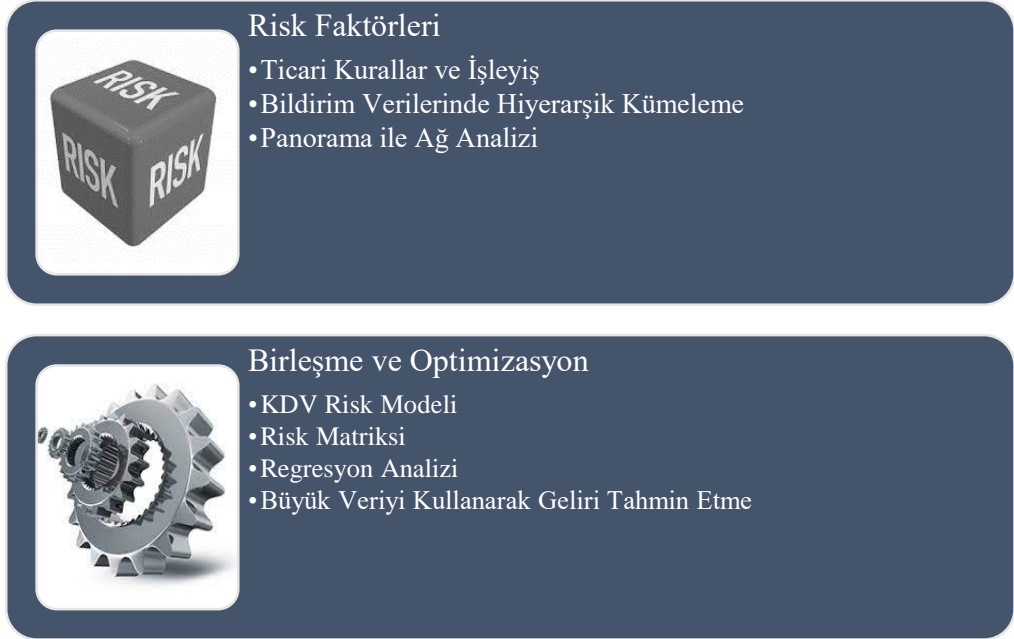 Risk Faktörleri
RISK
RISK
RISK
•Ticari Kurallar ve İşleyiş
•Bildirim Verilerinde Hiyerarşik Kümeleme
•Panorama ile Ağ Analizi
Birleşme ve Optimizasyon
•KDV Risk Modeli
•Risk Matriksi
•Regresyon Analizi
•Büyük Veriyi Kullanarak Geliri Tahmin Etme